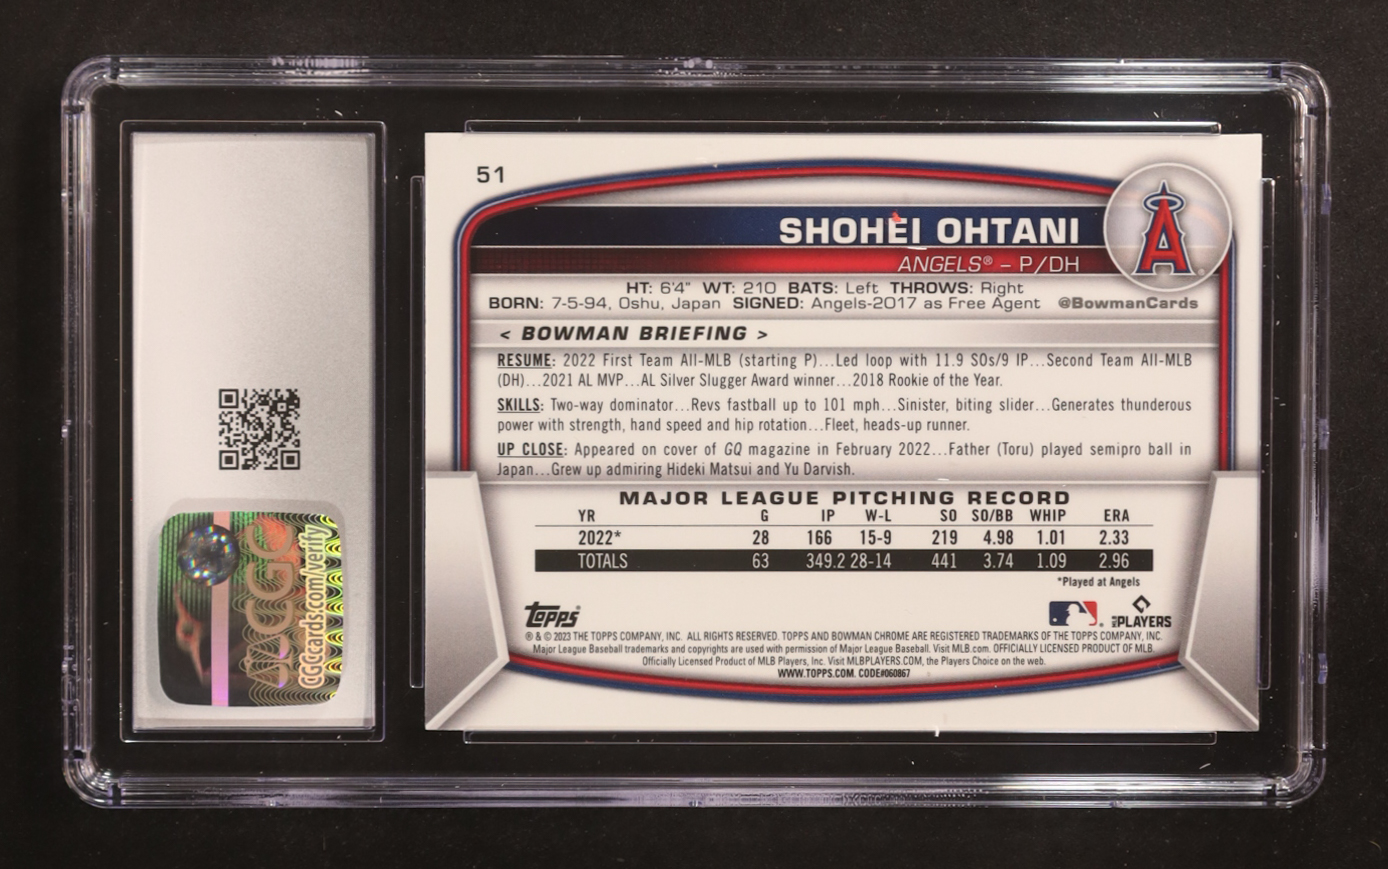 51
SHOHEI OHTANI
ANGELS® – P/DH
HT: 6'4" WT: 210 BATS: Left THROWS: Right
BORN: 7-5-94, Oshu, Japan SIGNED: Angels-2017 as Free Agent @BowmanCards
< BOWMAN BRIEFING >
RESUME: 2022 First Team All-MLB (starting P)...Led loop with 11.9 SOs/9 IP...Second Team All-MLB
(DH)...2021 AL MVP...AL Silver Slugger Award winner...2018 Rookie of the Year.
SKILLS: Two-way dominator...Revs fastball up to 101 mph...Sinister, biting slider...Generates thunderous
power with strength, hand speed and hip rotation...Fleet, heads-up runner.
UP CLOSE: Appeared on cover of GQ magazine in February 2022...Father (Toru) played semipro ball in
Japan...Grew up admiring Hideki Matsui and Yu Darvish.
MAJOR LEAGUE PITCHING RECORD
YR G IP W-L SO SO/BB WHIP ERA
2022* 28 166 15-9 219 4.98 1.01 2.33
TOTALS 63 349.2 28-14 441 3.74 1.09 2.96
*Played at Angels
Topps®
MLB PLAYERS
® & © 2023 THE TOPPS COMPANY, INC. ALL RIGHTS RESERVED. TOPPS AND BOWMAN CHROME ARE REGISTERED TRADEMARKS OF THE TOPPS COMPANY, INC.
Major League Baseball trademarks and copyrights are used with permission of Major League Baseball. Visit MLB.com. OFFICIALLY LICENSED PRODUCT OF MLB.
Officially Licensed Product of MLB Players, Inc. Visit MLBPLAYERS.COM, the Players Choice on the web.
WWW.TOPPS.COM. CODE#060867
CGC
CGCcards.com/verify